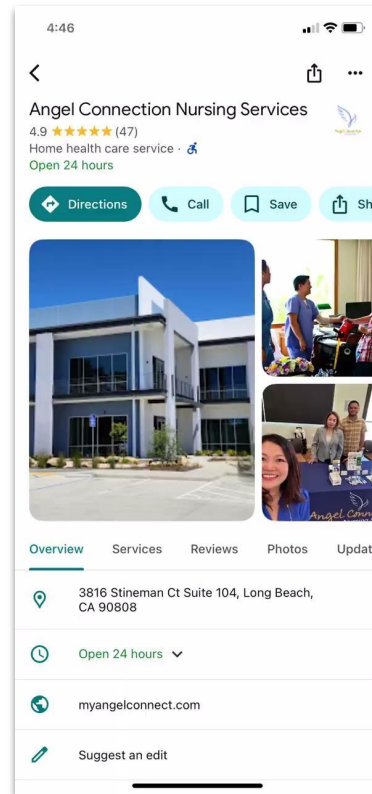 4:46
Angel Connection Nursing Services
4.9 ★★★★★ (47)
Home health care service ·
Open 24 hours
Directions
Call
Save
Sh
Angel Conn
Overview
Services
Reviews
Photos
Updat
3816 Stineman Ct Suite 104, Long Beach,
CA 90808
Open 24 hours
myangelconnect.com
Suggest an edit